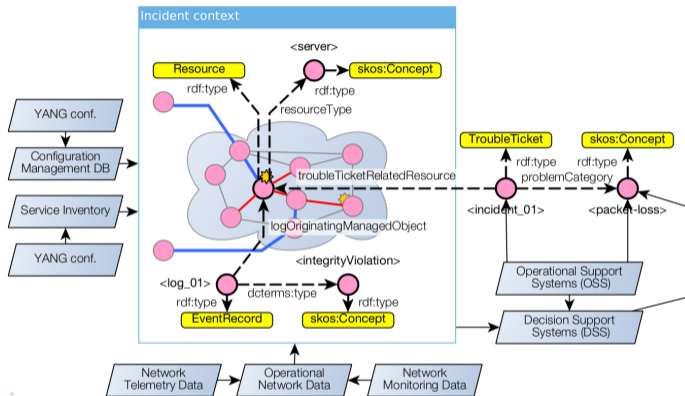 Incident context
<server>
Resource
skos:Concept
rdf:type
rdf:type
resourceType
YANG conf.
Configuration
Management DB
TroubleTicket
skos:Concept
rdf:type
rdf:type
troubleTicketRelatedResource
problemCategory
Service Inventory
<incident_01>
<packet-loss>
logOriginatingManagedObject
YANG conf.
<integrityViolation>
<log_01>
dcterms:type
rdf:type
rdf:type
EventRecord
skos:Concept
Operational Support
Systems (OSS)
Decision Support
Systems (DSS)
Network
Telemetry Data
Operational
Network Data
Network
Monitoring Data